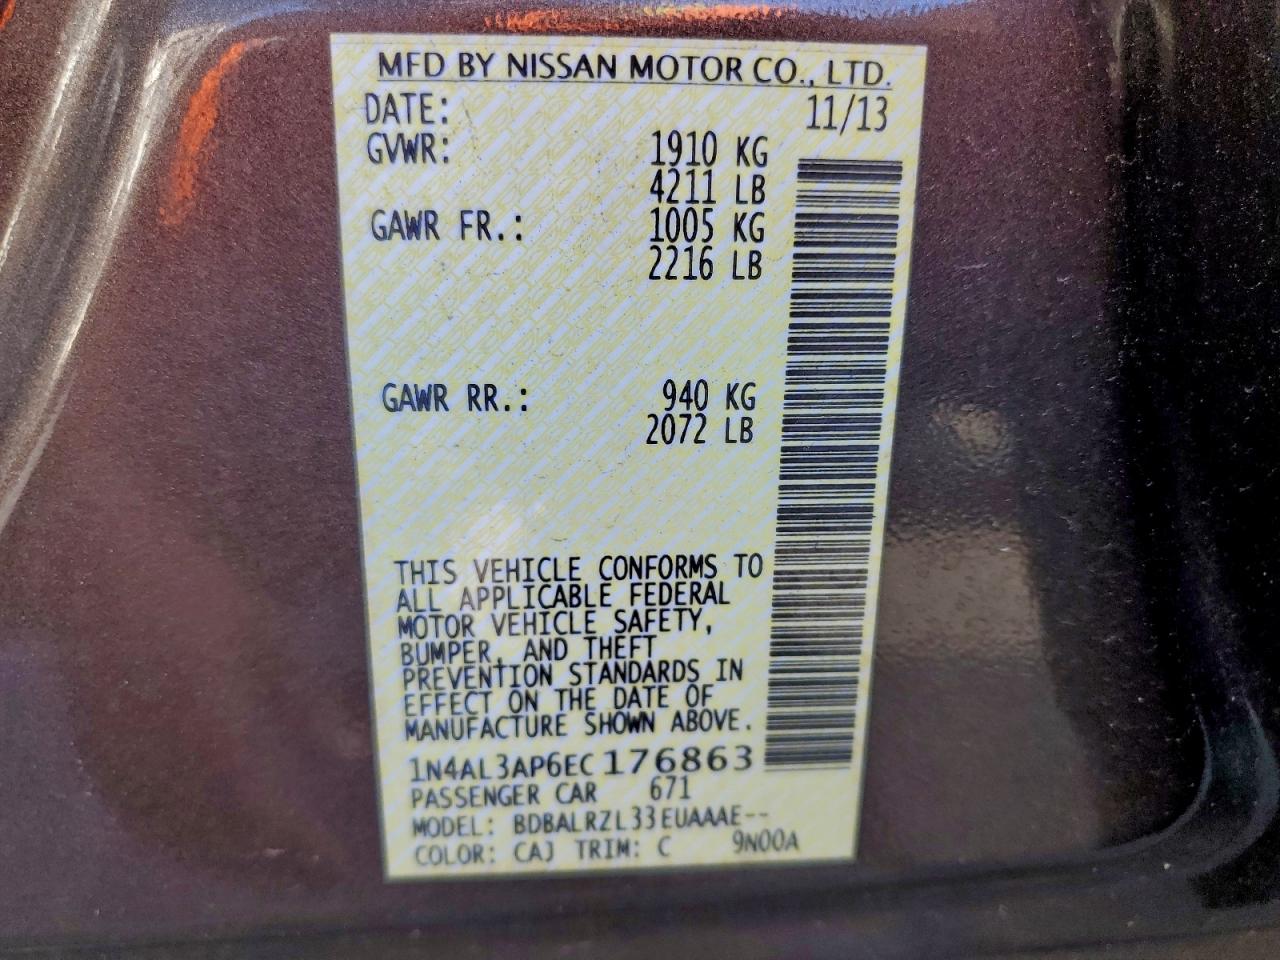 MFD BY NISSAN MOTOR CO., LTD.
DATE: 11/13
GVWR: 1910 KG
4211 LB
GAWR FR.: 1005 KG
2216 LB
GAWR RR.: 940 KG
2072 LB
THIS VEHICLE CONFORMS TO
ALL APPLICABLE FEDERAL
MOTOR VEHICLE SAFETY,
BUMPER, AND THEFT
PREVENTION STANDARDS IN
EFFECT ON THE DATE OF
MANUFACTURE SHOWN ABOVE.
1N4AL3AP6EC176863
PASSENGER CAR 671
MODEL: BDBALRZL33EUAAAE--
COLOR: CAJ TRIM: C 9N00A